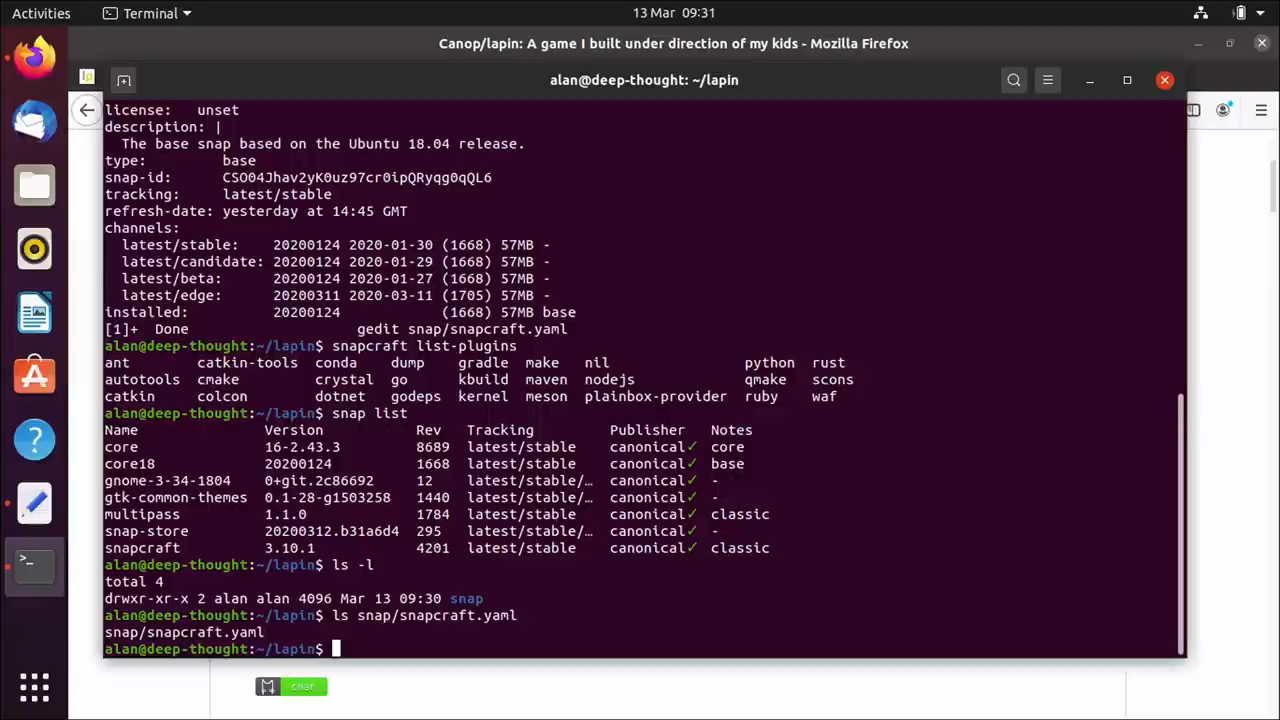 Activities
Terminal
13 Mar 09:31
Canop/lapin: A game I built under direction of my kids - Mozilla Firefox
alan@deep-thought: ~/lapin
license:   unset
description: |
  The base snap based on the Ubuntu 18.04 release.
type:         base
snap-id:      CSO04Jhav2yK0uz97cr0ipQRyqg0qQL6
tracking:     latest/stable
refresh-date: yesterday at 14:45 GMT
channels:
  latest/stable:    20200124 2020-01-30 (1668) 57MB -
  latest/candidate: 20200124 2020-01-29 (1668) 57MB -
  latest/beta:      20200124 2020-01-27 (1668) 57MB -
  latest/edge:      20200311 2020-03-11 (1705) 57MB -
installed:          20200124            (1668) 57MB base
[1]+  Done                    gedit snap/snapcraft.yaml
alan@deep-thought:~/lapin$ snapcraft list-plugins
ant        catkin-tools  conda    dump    gradle  make   nil                python  rust
autotools  cmake         crystal  go      kbuild  maven  nodejs             qmake   scons
catkin     colcon        dotnet   godeps  kernel  meson  plainbox-provider  ruby    waf
alan@deep-thought:~/lapin$ snap list
Name               Version           Rev   Tracking         Publisher   Notes
core               16-2.43.3         8689  latest/stable    canonical✓  core
core18             20200124          1668  latest/stable    canonical✓  base
gnome-3-34-1804    0+git.2c86692     12    latest/stable/…  canonical✓  -
gtk-common-themes  0.1-28-g1503258   1440  latest/stable/…  canonical✓  -
multipass          1.1.0             1784  latest/stable    canonical✓  classic
snap-store         20200312.b31a6d4  295   latest/stable/…  canonical✓  -
snapcraft          3.10.1            4201  latest/stable    canonical✓  classic
alan@deep-thought:~/lapin$ ls -l
total 4
drwxr-xr-x 2 alan alan 4096 Mar 13 09:30 snap
alan@deep-thought:~/lapin$ ls snap/snapcraft.yaml
snap/snapcraft.yaml
alan@deep-thought:~/lapin$